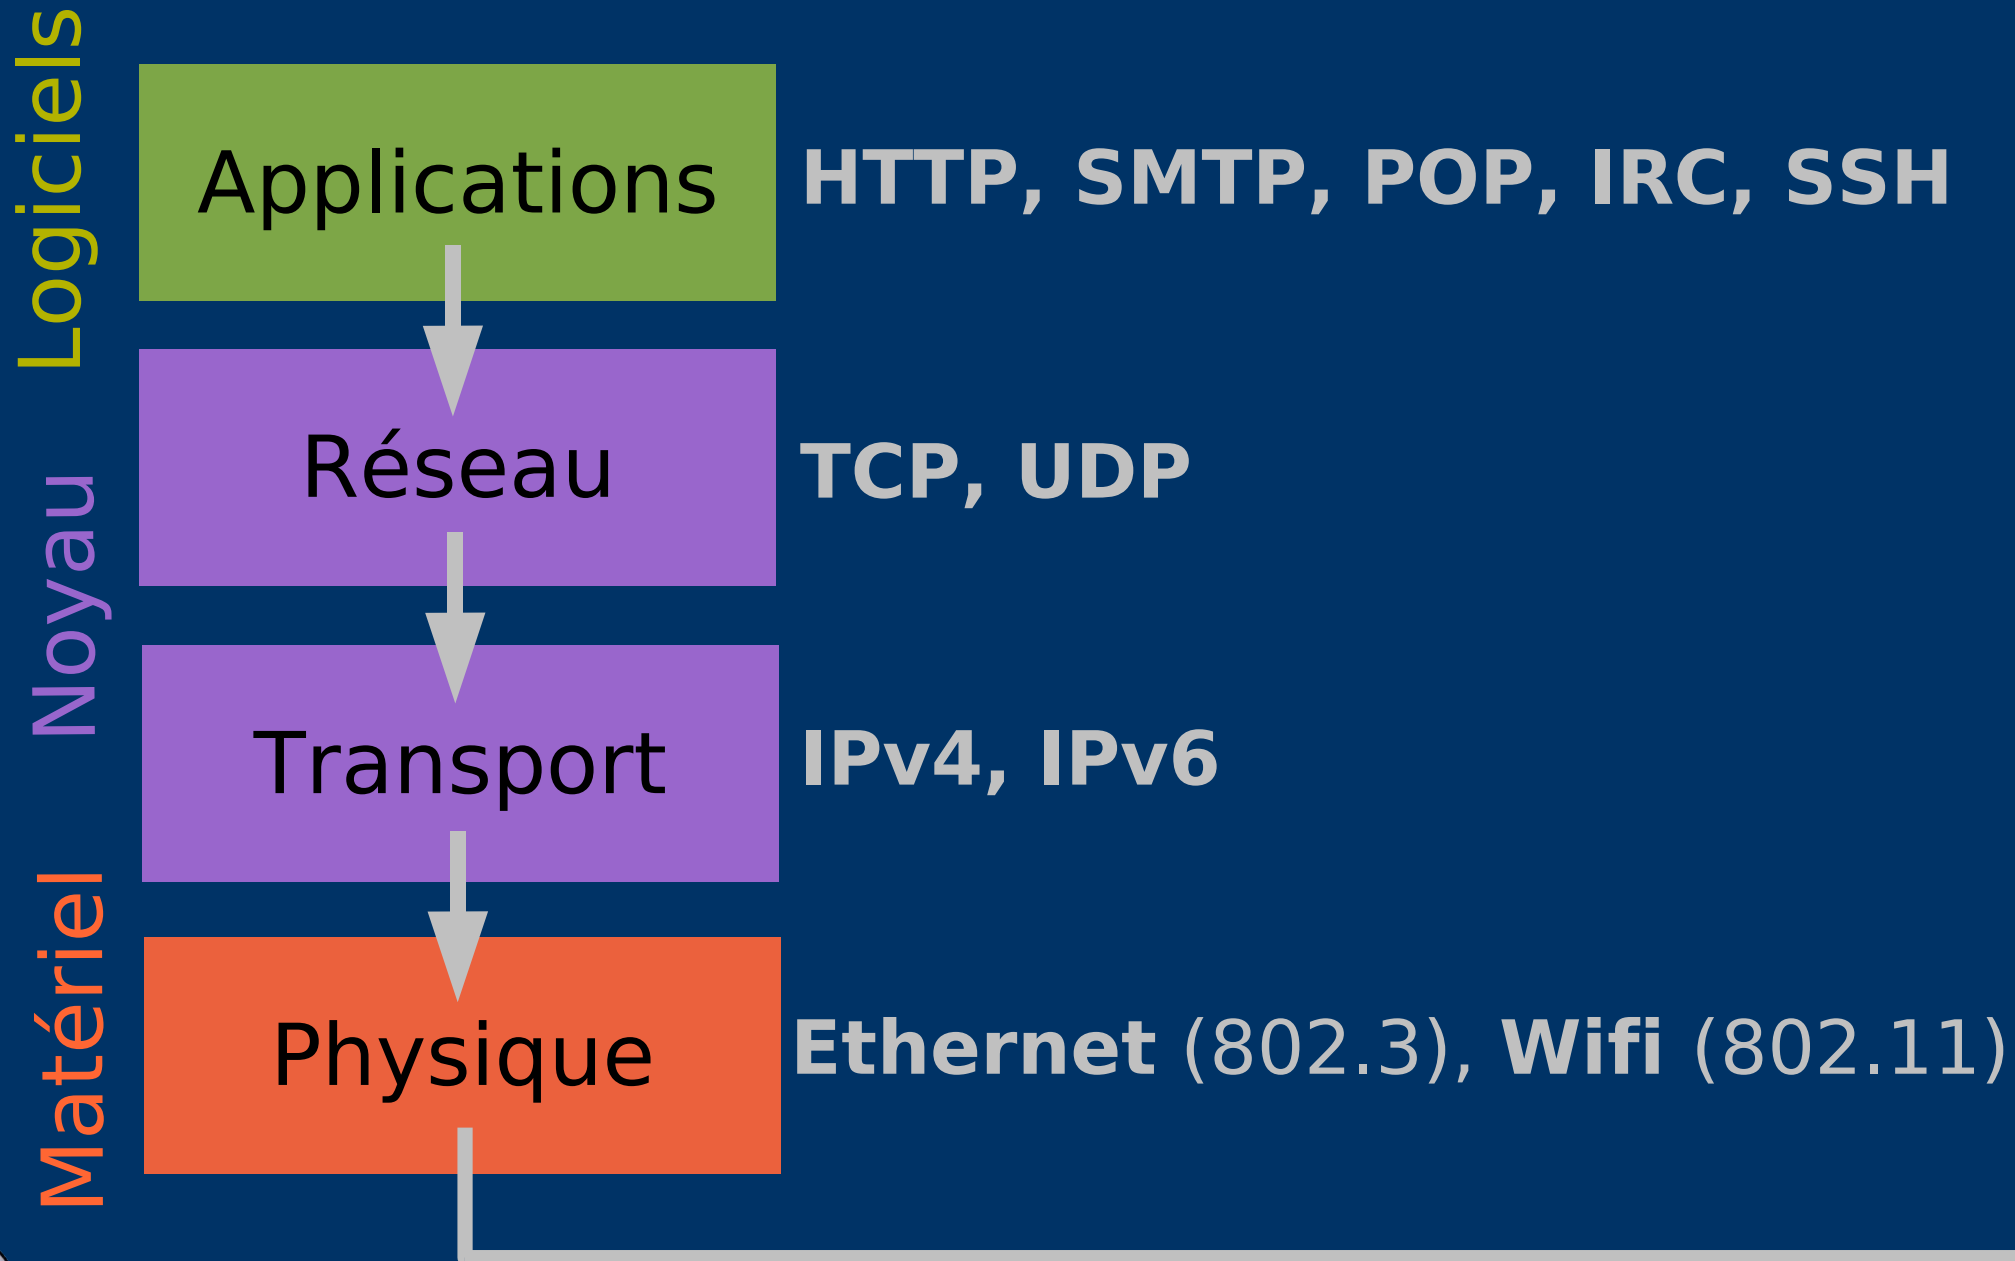 Logiciels
Applications
HTTP, SMTP, POP, IRC, SSH
Noyau
Réseau
TCP, UDP
Transport
IPv4, IPv6
Matériel
Physique
Ethernet (802.3), Wifi (802.11)